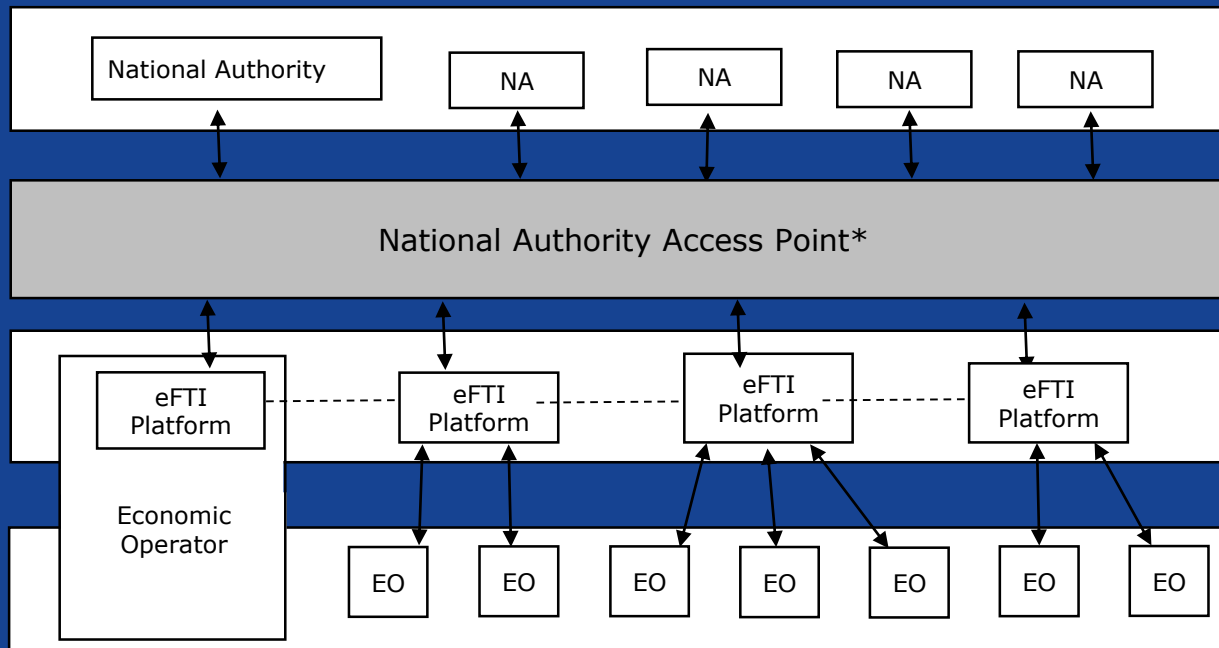 National Authority
NA
NA
NA
NA
National Authority Access Point*
eFTI
Platform
eFTI
Platform
eFTI
Platform
eFTI
Platform
Economic
Operator
EO
EO
EO
EO
EO
EO
EO